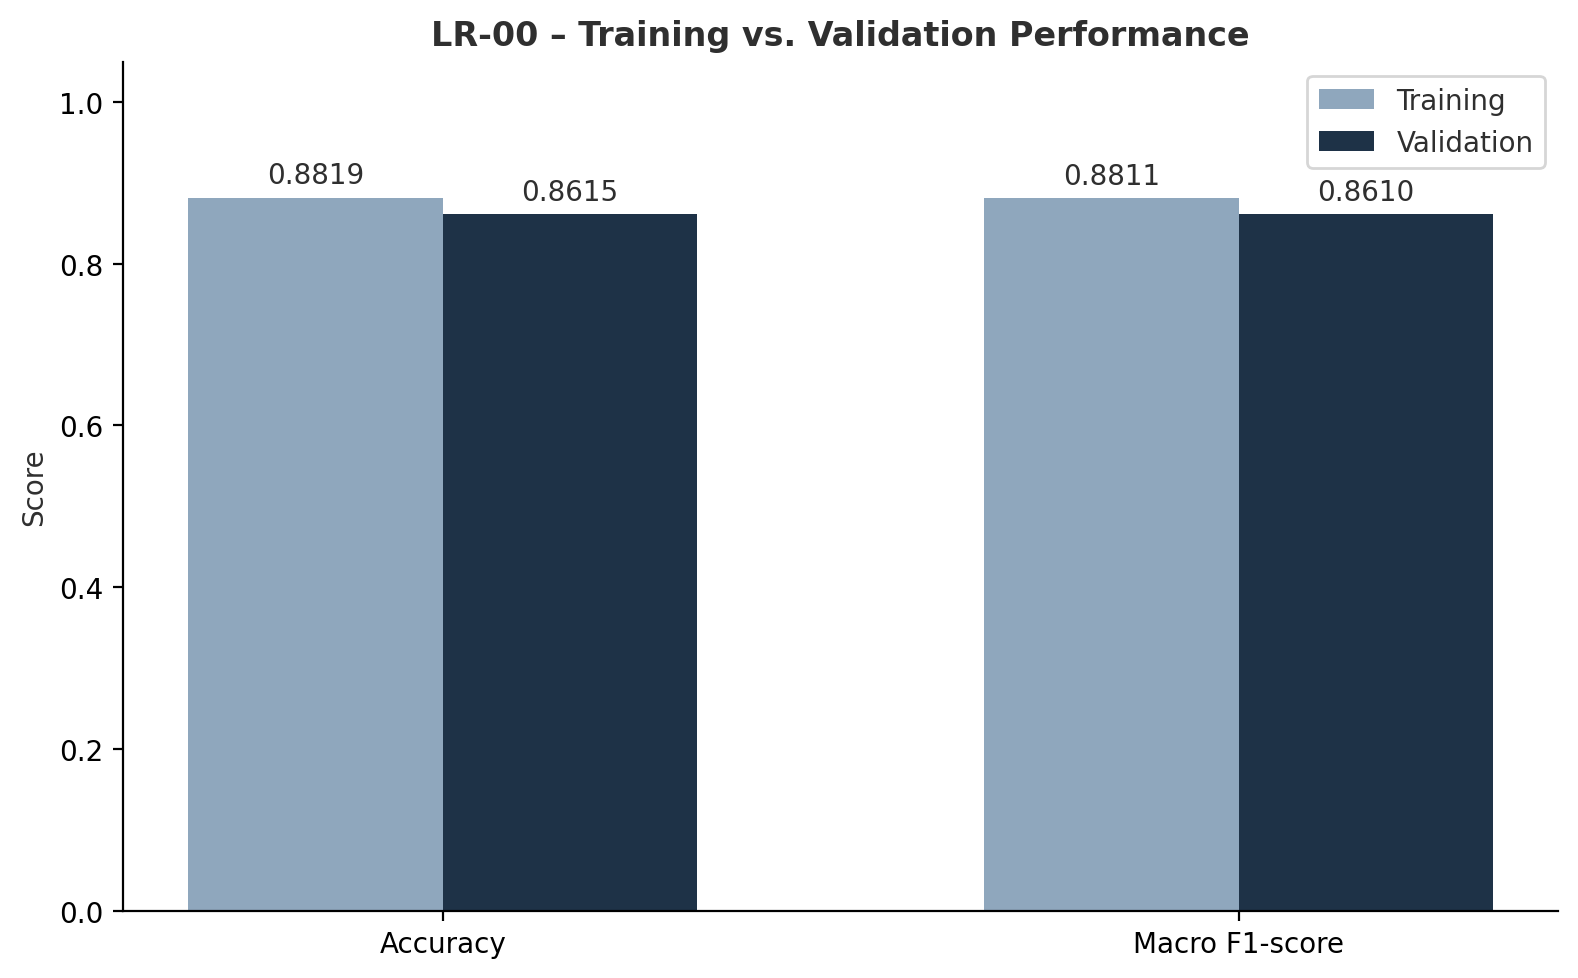 LR-00 – Training vs. Validation Performance
Training
Validation
Score
1.0
0.8
0.6
0.4
0.2
0.0
0.8819
0.8615
0.8811
0.8610
Accuracy
Macro F1-score